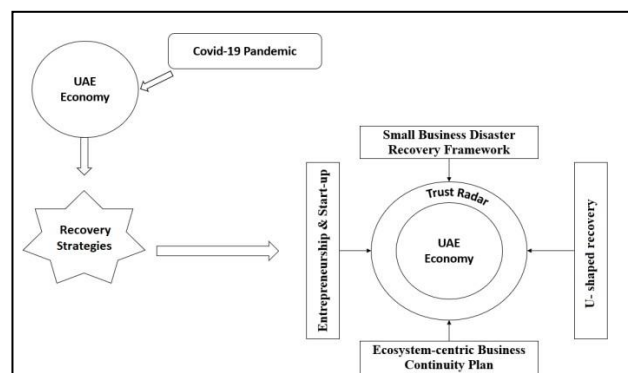 Covid-19 Pandemic
UAE
Economy
Recovery
Strategies
Small Business Disaster
Recovery Framework
Entrepreneurship & Start-up
Trust Radar
UAE
Economy
U- shaped recovery
Ecosystem-centric Business
Continuity Plan